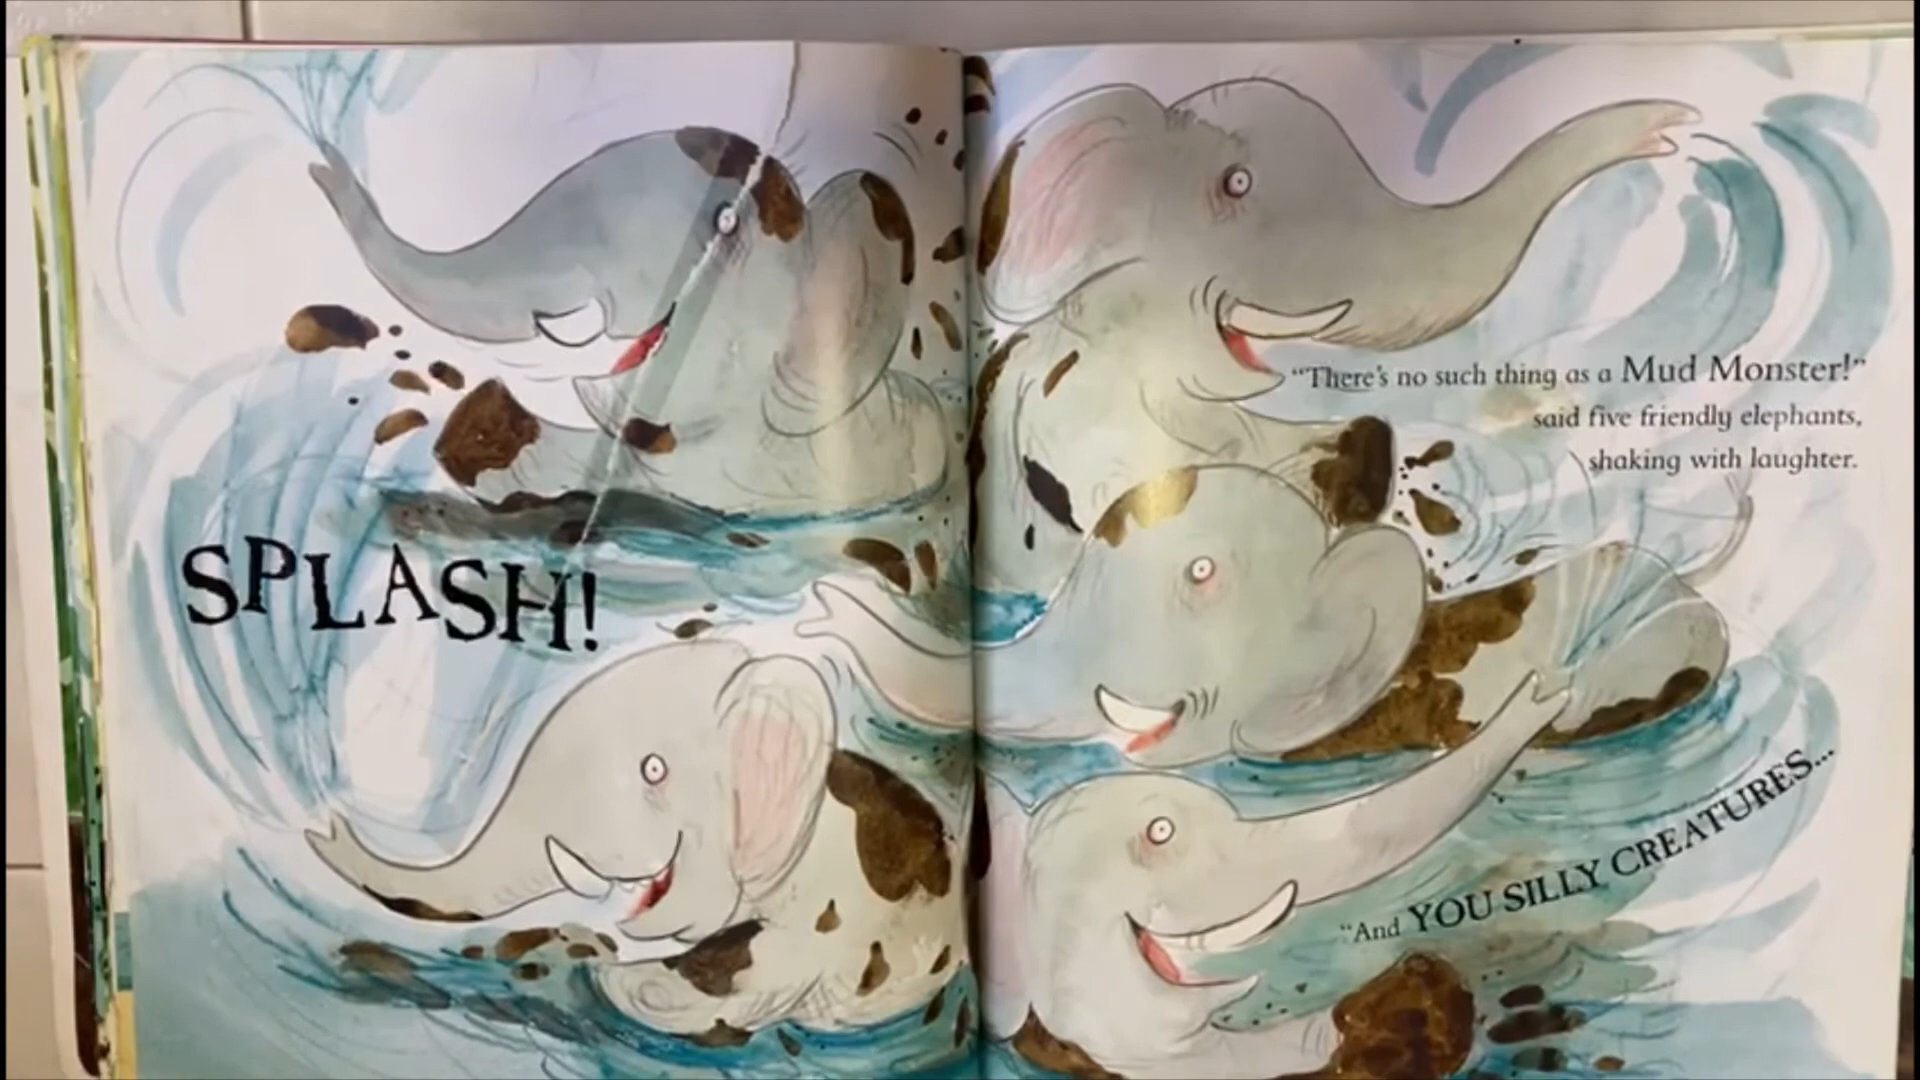 SPLASH!
"There's no such thing as a Mud Monster!"
said five friendly elephants,
shaking with laughter.
"And YOU SILLY CREATURES...